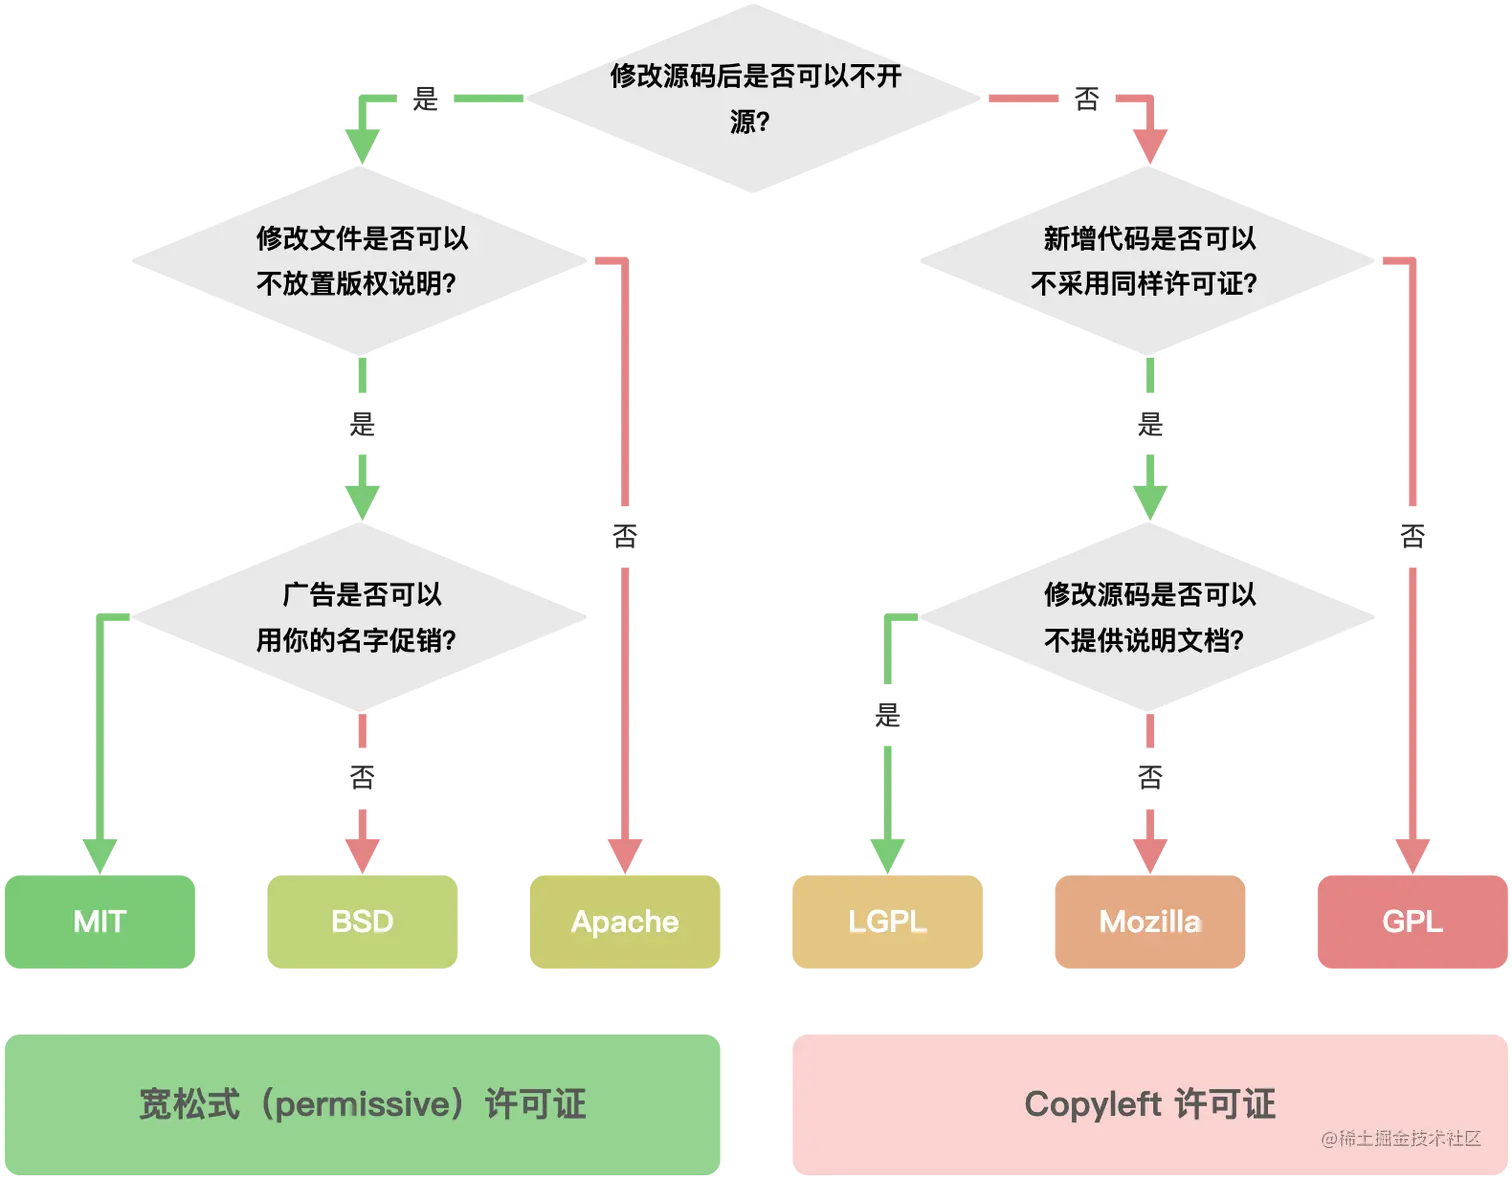 修改源码后是否可以不开
源?
是
否
修改文件是否可以
不放置版权说明?
新增代码是否可以
不采用同样许可证?
是
是
否
否
广告是否可以
用你的名字促销?
修改源码是否可以
不提供说明文档?
是
否
否
MIT
BSD
Apache
LGPL
Mozilla
GPL
宽松式（permissive）许可证
Copyleft 许可证
@稀土掘金技术社区